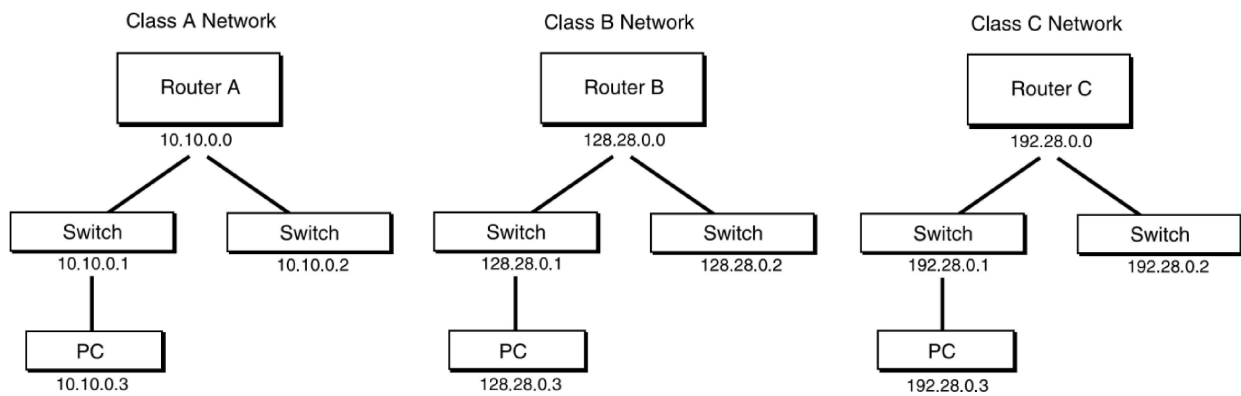 Class A Network
Router A
10.10.0.0
Switch
10.10.0.1
Switch
10.10.0.2
PC
10.10.0.3
Class B Network
Router B
128.28.0.0
Switch
128.28.0.1
Switch
128.28.0.2
PC
128.28.0.3
Class C Network
Router C
192.28.0.0
Switch
192.28.0.1
Switch
192.28.0.2
PC
192.28.0.3